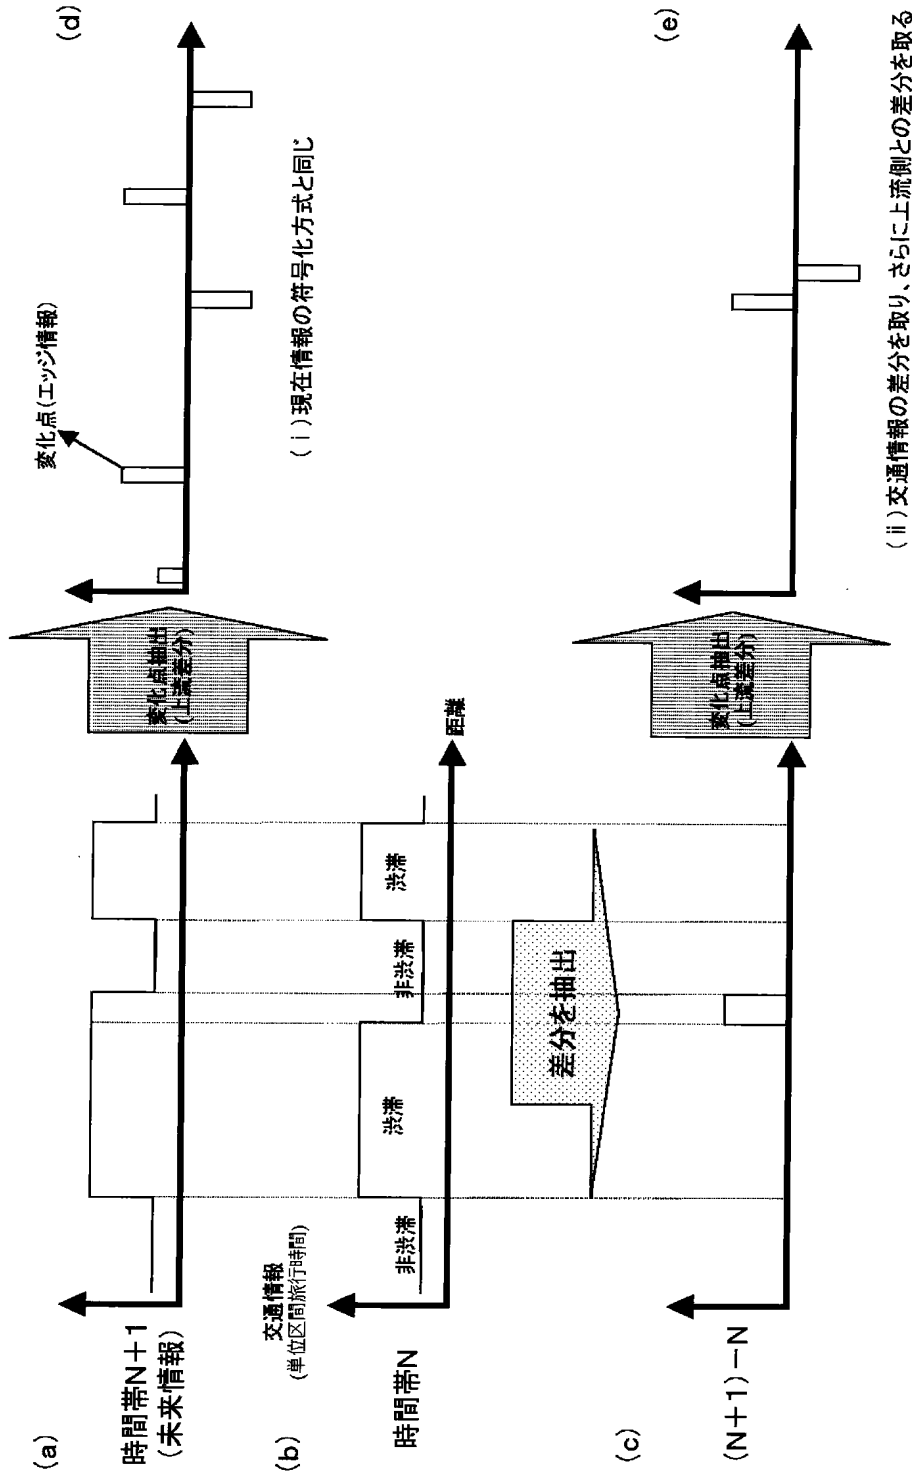 (a)
時間帯N+1
(未来情報)
変化点抽出
(上流差分)
変化点(エッジ情報)
(d)
(ⅰ)現在情報の符号化方式と同じ
(b)
交通情報
(単位区間旅行時間)
時間帯N
非渋滞
渋滞
非渋滞
渋滞
距離
差分を抽出
(c)
(N+1)-N
変化点抽出
(上流差分)
(e)
(ⅱ)交通情報の差分を取り、さらに上流側との差分を取る